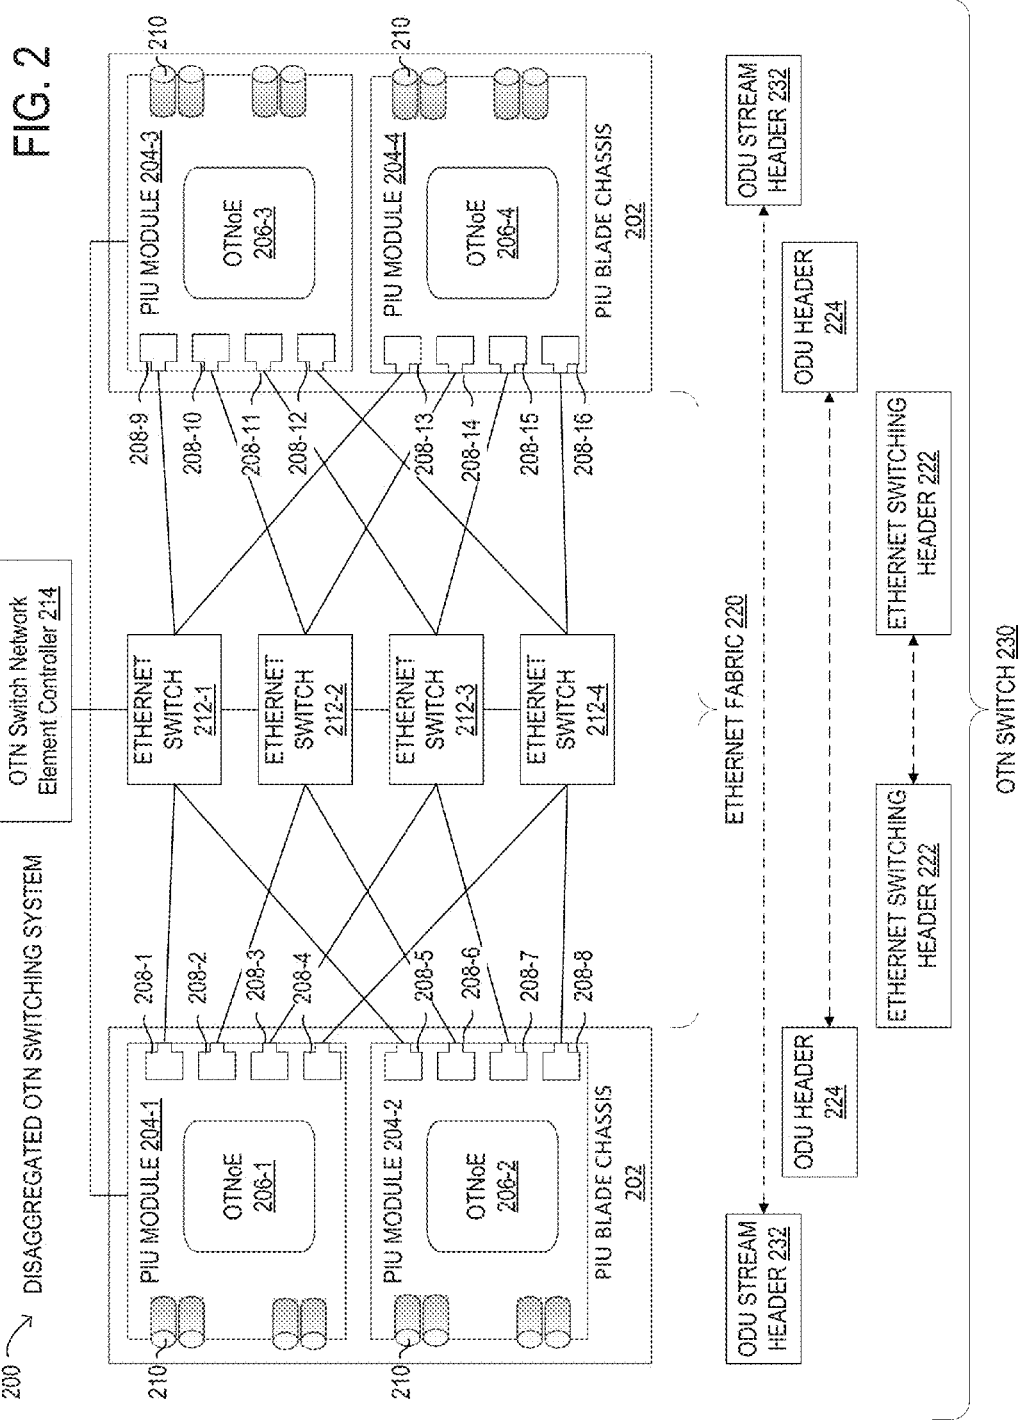 FIG. 2
200
DISAGGREGATED OTN SWITCHING SYSTEM
OTN Switch Network
Element Controller 214
210
PIU MODULE 204-1
OTNoE
206-1
208-1
208-2
208-3
208-4
210
PIU MODULE 204-2
OTNoE
206-2
208-5
208-6
208-7
208-8
PIU BLADE CHASSIS
202
ETHERNET
SWITCH
212-1
ETHERNET
SWITCH
212-2
ETHERNET
SWITCH
212-3
ETHERNET
SWITCH
212-4
210
PIU MODULE 204-3
OTNoE
206-3
208-9
208-10
208-11
208-12
210
PIU MODULE 204-4
OTNoE
206-4
208-13
208-14
208-15
208-16
PIU BLADE CHASSIS
202
ETHERNET FABRIC 220
ODU STREAM
HEADER 232
ODU STREAM
HEADER 232
ODU HEADER
224
ODU HEADER
224
ETHERNET SWITCHING
HEADER 222
ETHERNET SWITCHING
HEADER 222
OTN SWITCH 230